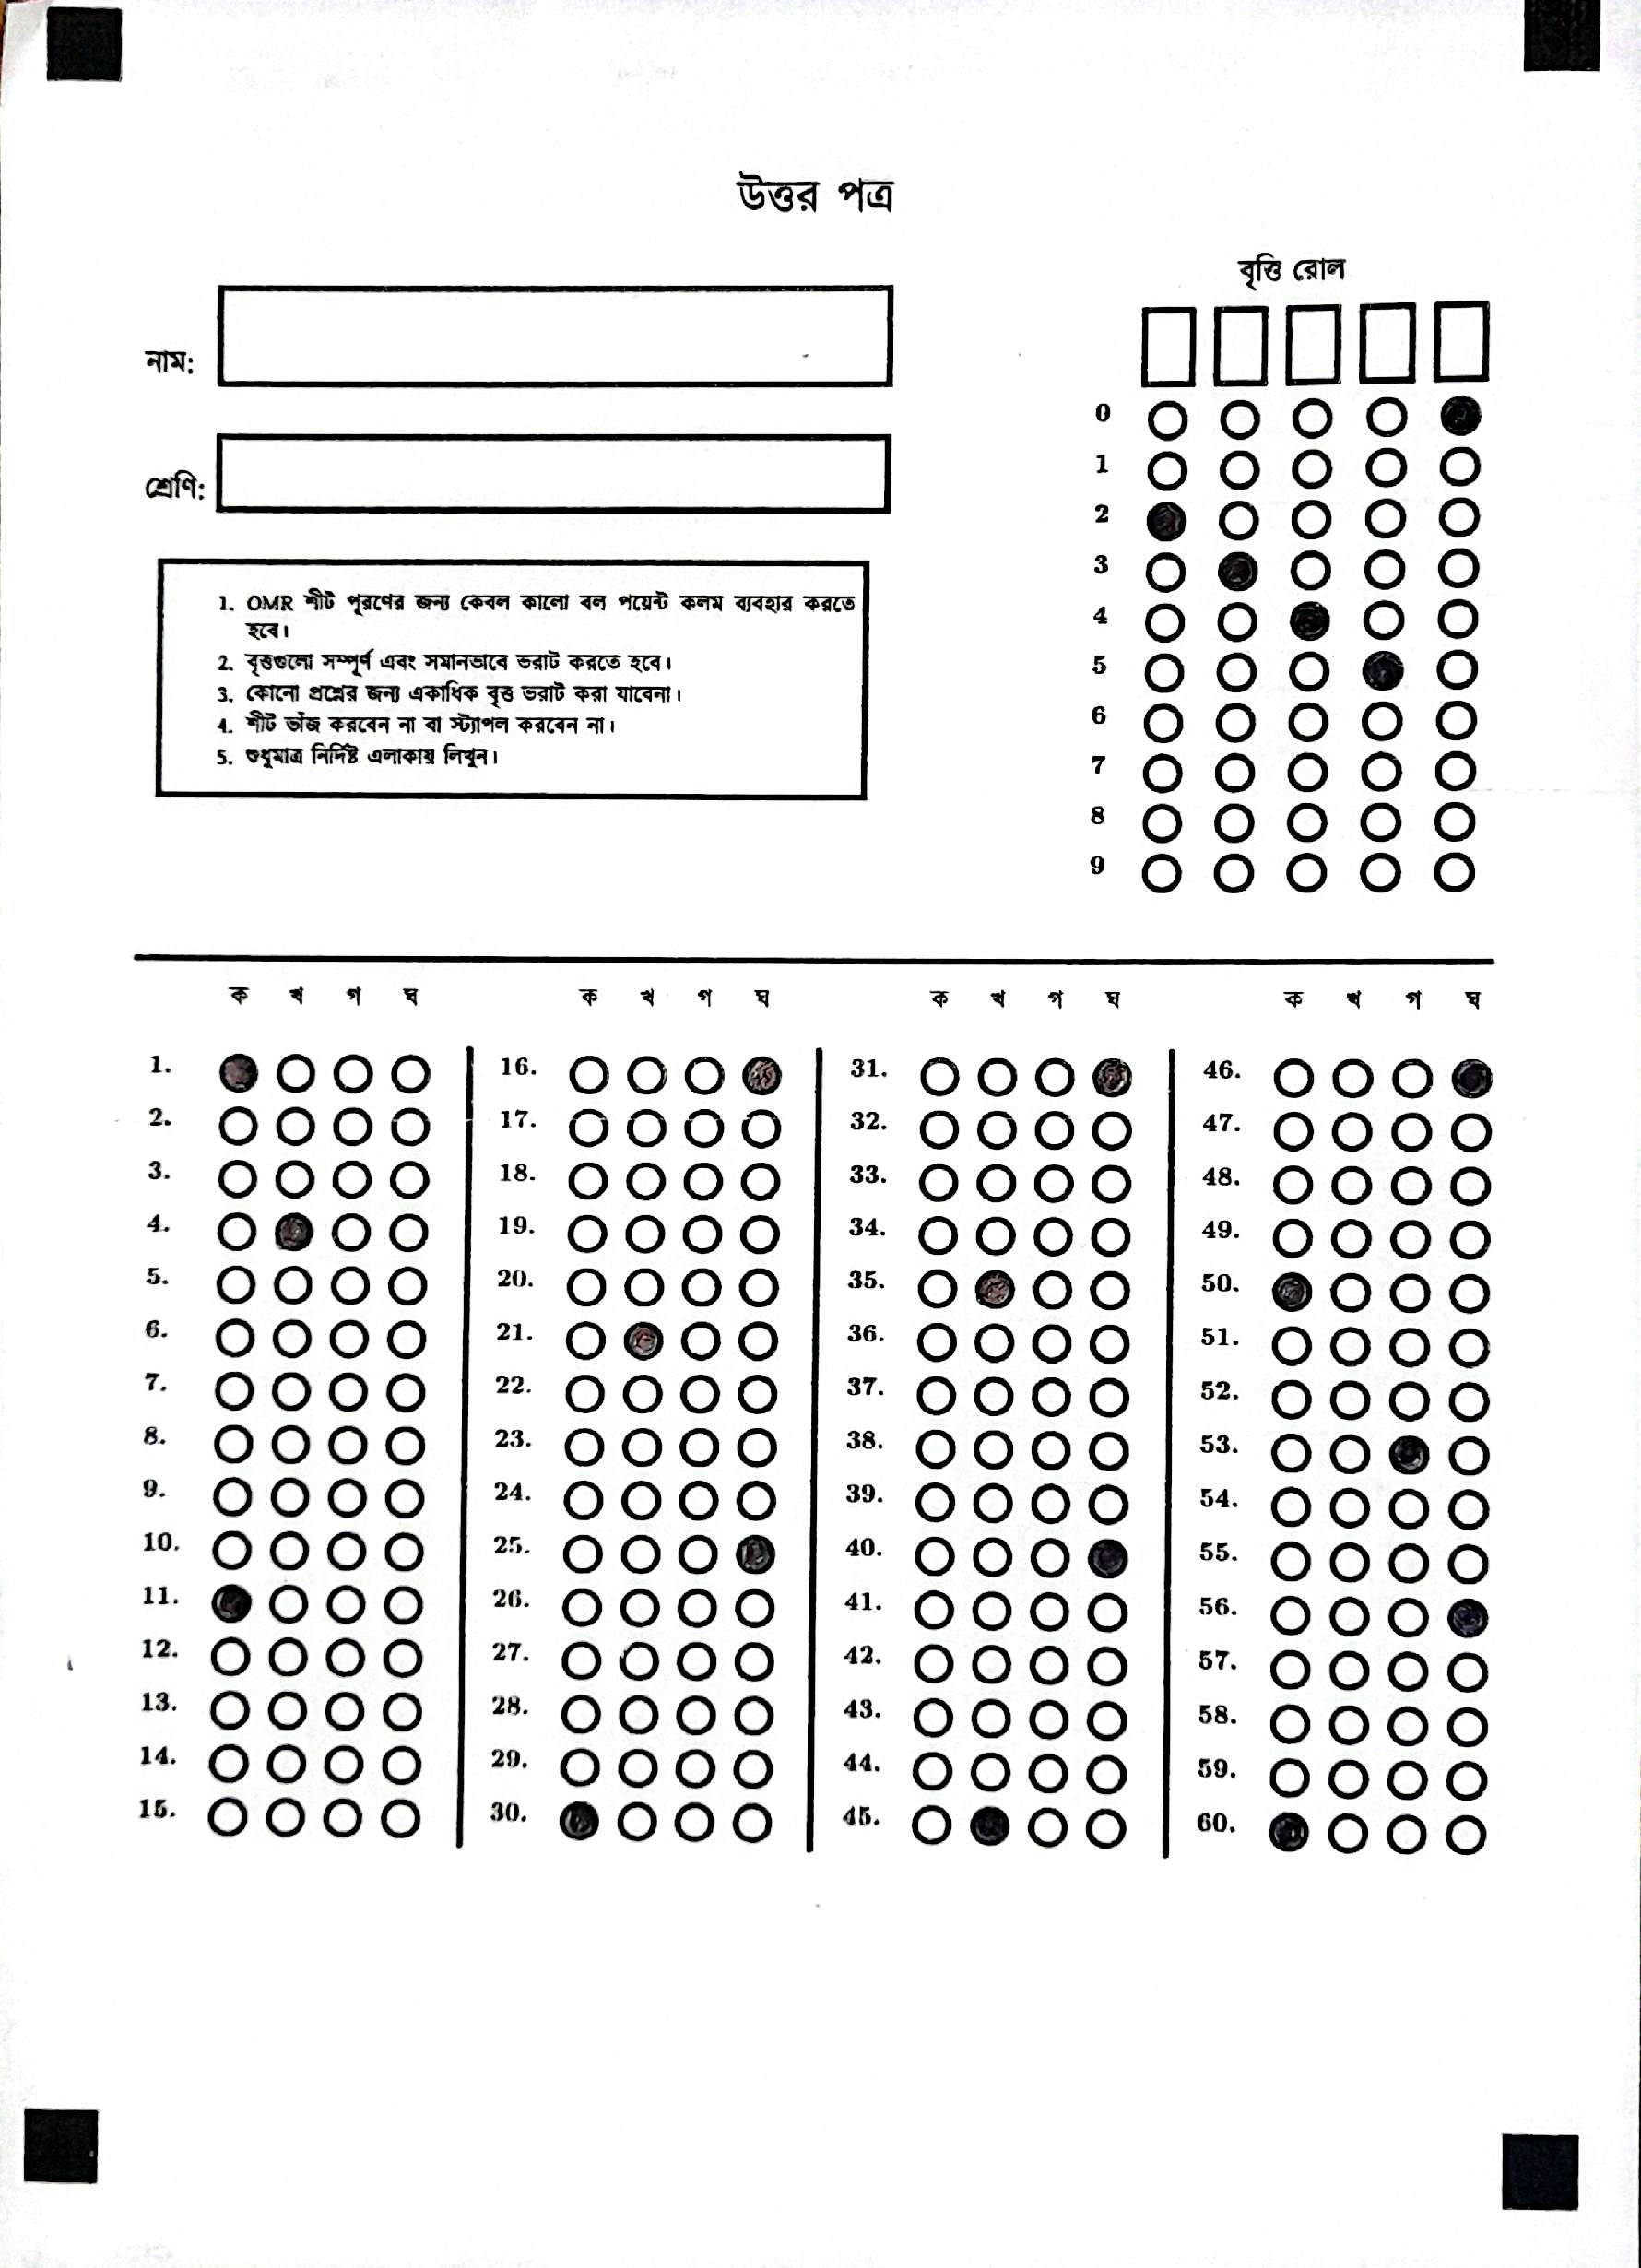 উত্তর পত্র
বৃত্তি রোল
নাম:
শ্রেণি:
1. OMR শীট পূরণের জন্য কেবল কালো বল পয়েন্ট কলম ব্যবহার করতে
হবে।
2. বৃত্তগুলো সম্পূর্ণ এবং সমানভাবে ভরাট করতে হবে।
3. কোনো প্রশ্নের জন্য একাধিক বৃত্ত ভরাট করা যাবেনা।
4. শীট ভাঁজ করবেন না বা স্ট্যাপল করবেন না।
5. শুধুমাত্র নির্দিষ্ট এলাকায় লিখুন।
0
1
2
3
4
5
6
7
8
9
ক খ গ ঘ ক খ গ ঘ ক খ গ ঘ ক খ গ ঘ
1. 16. 31. 46.
2. 17. 32. 47.
3. 18. 33. 48.
4. 19. 34. 49.
5. 20. 35. 50.
6. 21. 36. 51.
7. 22. 37. 52.
8. 23. 38. 53.
9. 24. 39. 54.
10. 25. 40. 55.
11. 26. 41. 56.
12. 27. 42. 57.
13. 28. 43. 58.
14. 29. 44. 59.
15. 30. 45. 60.